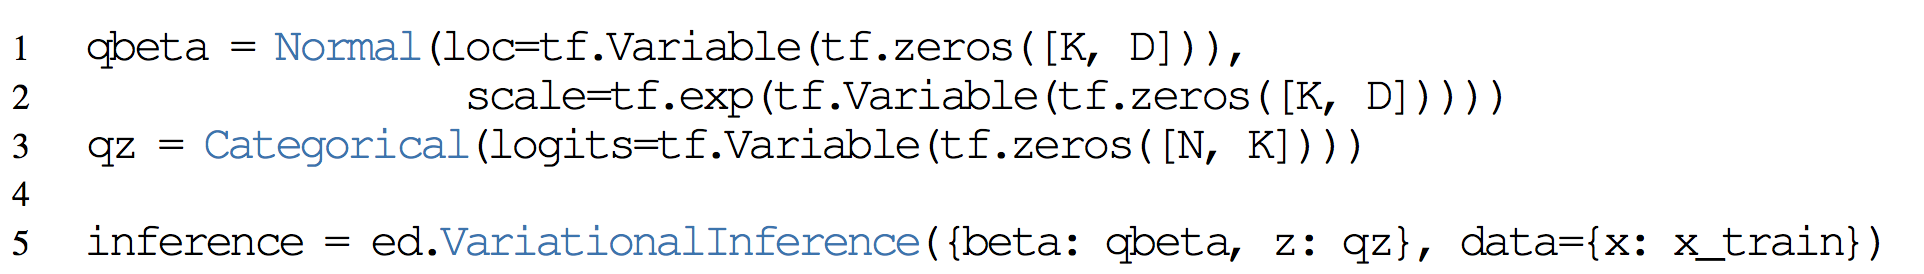 1 qbeta = Normal(loc=tf.Variable(tf.zeros([K, D])),
2 scale=tf.exp(tf.Variable(tf.zeros([K, D]))))
3 qz = Categorical(logits=tf.Variable(tf.zeros([N, K])))
4
5 inference = ed.VariationalInference({beta: qbeta, z: qz}, data={x: x_train})